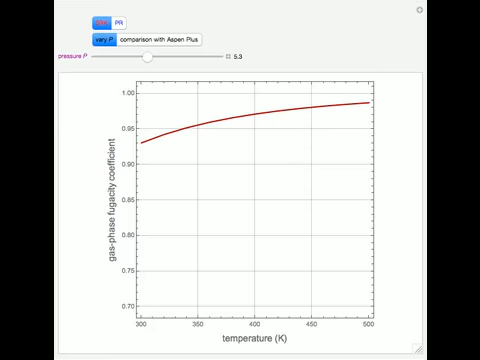 SRK PR
vary P comparison with Aspen Plus
pressure P 5.3
1.00
0.95
0.90
0.85
0.80
0.75
0.70
gas-phase fugacity coefficient
300 350 400 450 500
temperature (K)